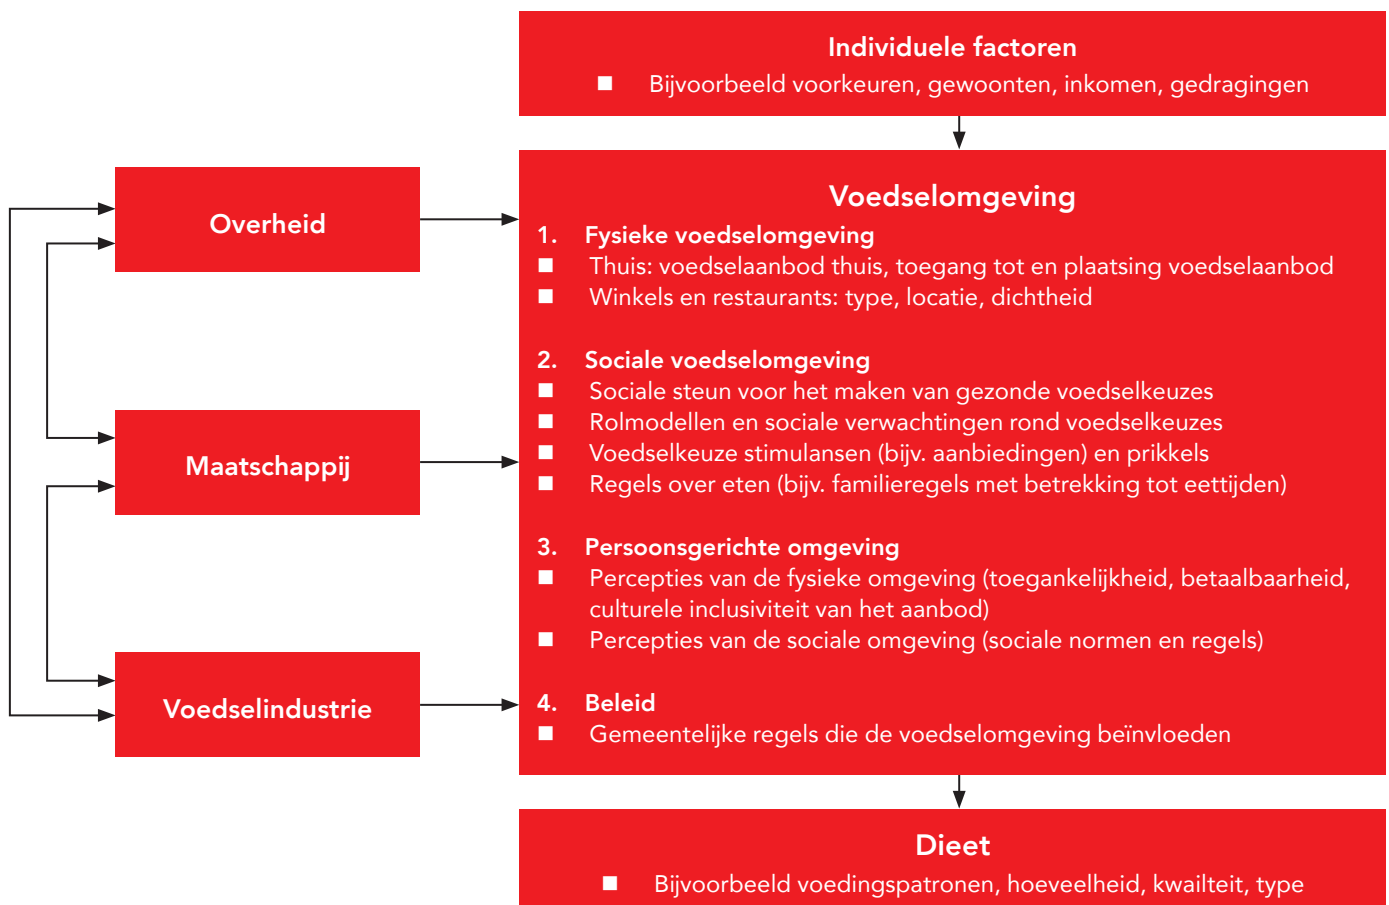 Individuele factoren
■ Bijvoorbeeld voorkeuren, gewoonten, inkomen, gedragingen
Overheid
Maatschappij
Voedselindustrie
Voedselomgeving
1. Fysieke voedselomgeving
■ Thuis: voedselaanbod thuis, toegang tot en plaatsing voedselaanbod
■ Winkels en restaurants: type, locatie, dichtheid
2. Sociale voedselomgeving
■ Sociale steun voor het maken van gezonde voedselkeuzes
■ Rolmodellen en sociale verwachtingen rond voedselkeuzes
■ Voedselkeuze stimulansen (bijv. aanbiedingen) en prikkels
■ Regels over eten (bijv. familieregels met betrekking tot eettijden)
3. Persoonsgerichte omgeving
■ Percepties van de fysieke omgeving (toegankelijkheid, betaalbaarheid,
culturele inclusiviteit van het aanbod)
■ Percepties van de sociale omgeving (sociale normen en regels)
4. Beleid
■ Gemeentelijke regels die de voedselomgeving beïnvloeden
Dieet
■ Bijvoorbeeld voedingspatronen, hoeveelheid, kwailteit, type